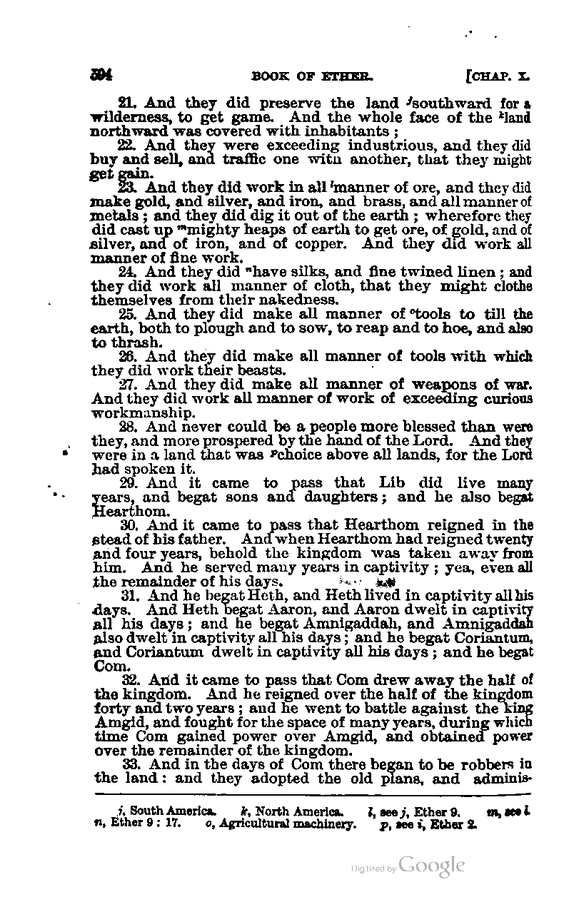 594 BOOK OF ETHER. [CHAP. X.
21. And they did preserve the land ʲsouthward for a
wilderness, to get game. And the whole face of the ᵏland
northward was covered with inhabitants;
22. And they were exceeding industrious, and they did
buy and sell, and traffic one with another, that they might
get gain.
23. And they did work in all ˡmanner of ore, and they did
make gold, and silver, and iron, and brass, and all manner of
metals; and they did dig it out of the earth; wherefore they
did cast up ᵐmighty heaps of earth to get ore, of gold, and of
silver, and of iron, and of copper. And they did work all
manner of fine work.
24. And they did ⁿhave silks, and fine twined linen; and
they did work all manner of cloth, that they might clothe
themselves from their nakedness.
25. And they did make all manner of ᵒtools to till the
earth, both to plough and to sow, to reap and to hoe, and also
to thrash.
26. And they did make all manner of tools with which
they did work their beasts.
27. And they did make all manner of weapons of war.
And they did work all manner of work of exceeding curious
workmanship.
28. And never could be a people more blessed than were
they, and more prospered by the hand of the Lord. And they
were in a land that was ᵖchoice above all lands, for the Lord
had spoken it.
29. And it came to pass that Lib did live many
years, and begat sons and daughters; and he also begat
Hearthom.
30. And it came to pass that Hearthom reigned in the
stead of his father. And when Hearthom had reigned twenty
and four years, behold the kingdom was taken away from
him. And he served many years in captivity; yea, even all
the remainder of his days.
31. And he begat Heth, and Heth lived in captivity all his
days. And Heth begat Aaron, and Aaron dwelt in captivity
all his days; and he begat Amnigaddah, and Amnigaddah
also dwelt in captivity all his days; and he begat Coriantum,
and Coriantum dwelt in captivity all his days; and he begat
Com.
32. And it came to pass that Com drew away the half of
the kingdom. And he reigned over the half of the kingdom
forty and two years; and he went to battle against the king
Amgid, and fought for the space of many years, during which
time Com gained power over Amgid, and obtained power
over the remainder of the kingdom.
33. And in the days of Com there began to be robbers in
the land: and they adopted the old plans, and adminis-
j, South America. k, North America. l, see j, Ether 9. m, see l.
n, Ether 9 : 17. o, Agricultural machinery. p, see i, Ether 2.
Digitized by Google